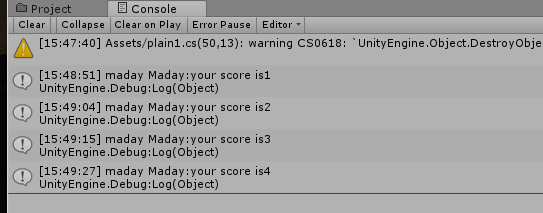 Project Console
Clear Collapse Clear on Play Error Pause Editor
[15:47:40] Assets/plain1.cs(50,13): warning CS0618: `UnityEngine.Object.DestroyObje
[15:48:51] maday Maday:your score is1
UnityEngine.Debug:Log(Object)
[15:49:04] maday Maday:your score is2
UnityEngine.Debug:Log(Object)
[15:49:15] maday Maday:your score is3
UnityEngine.Debug:Log(Object)
[15:49:27] maday Maday:your score is4
UnityEngine.Debug:Log(Object)